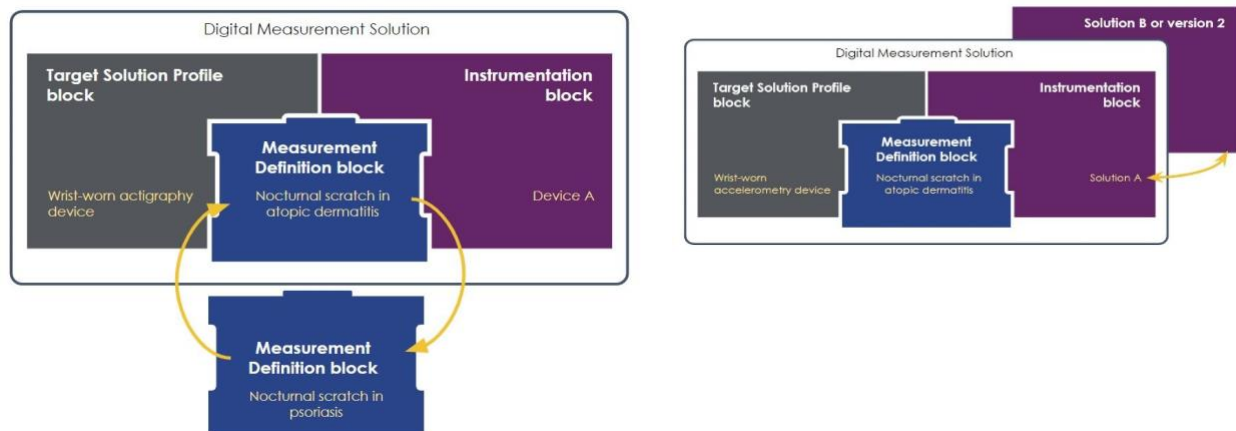 Digital Measurement Solution
Target Solution Profile
block
Instrumentation
block
Measurement
Definition block
Nocturnal scratch in
atopic dermatitis
Wrist-worn actigraphy
device
Device A
Measurement
Definition block
Nocturnal scratch in
psoriasis
Solution B or version 2
Digital Measurement Solution
Target Solution Profile
block
Instrumentation
block
Measurement
Definition block
Nocturnal scratch in
atopic dermatitis
Wrist-worn
accelerometry device
Solution A